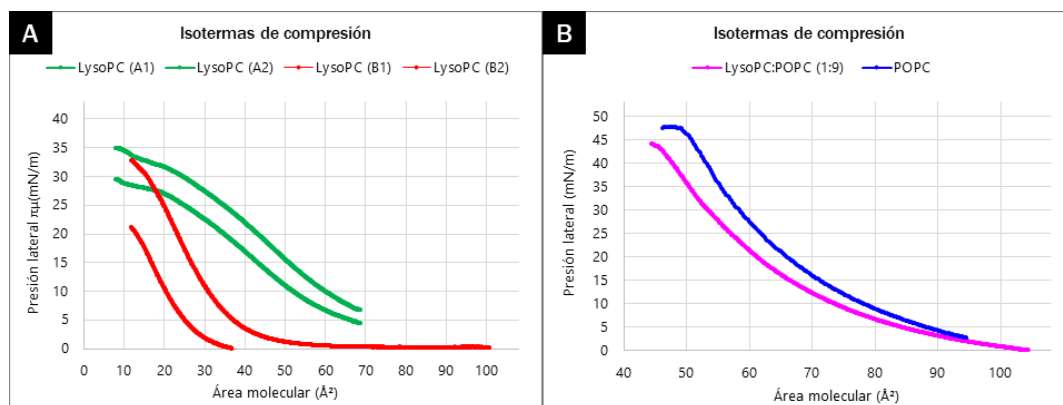 A
Isotermas de compresión
LysoPC (A1) LysoPC (A2) LysoPC (B1) LysoPC (B2)
Presión lateral πμ(mN/m)
40
35
30
25
20
15
10
5
0
0 10 20 30 40 50 60 70 80 90 100
Área molecular (Å²)
B
Isotermas de compresión
LysoPC:POPC (1:9) POPC
Presión lateral (mN/m)
50
45
40
35
30
25
20
15
10
5
0
40 50 60 70 80 90 100
Área molecular (Å²)